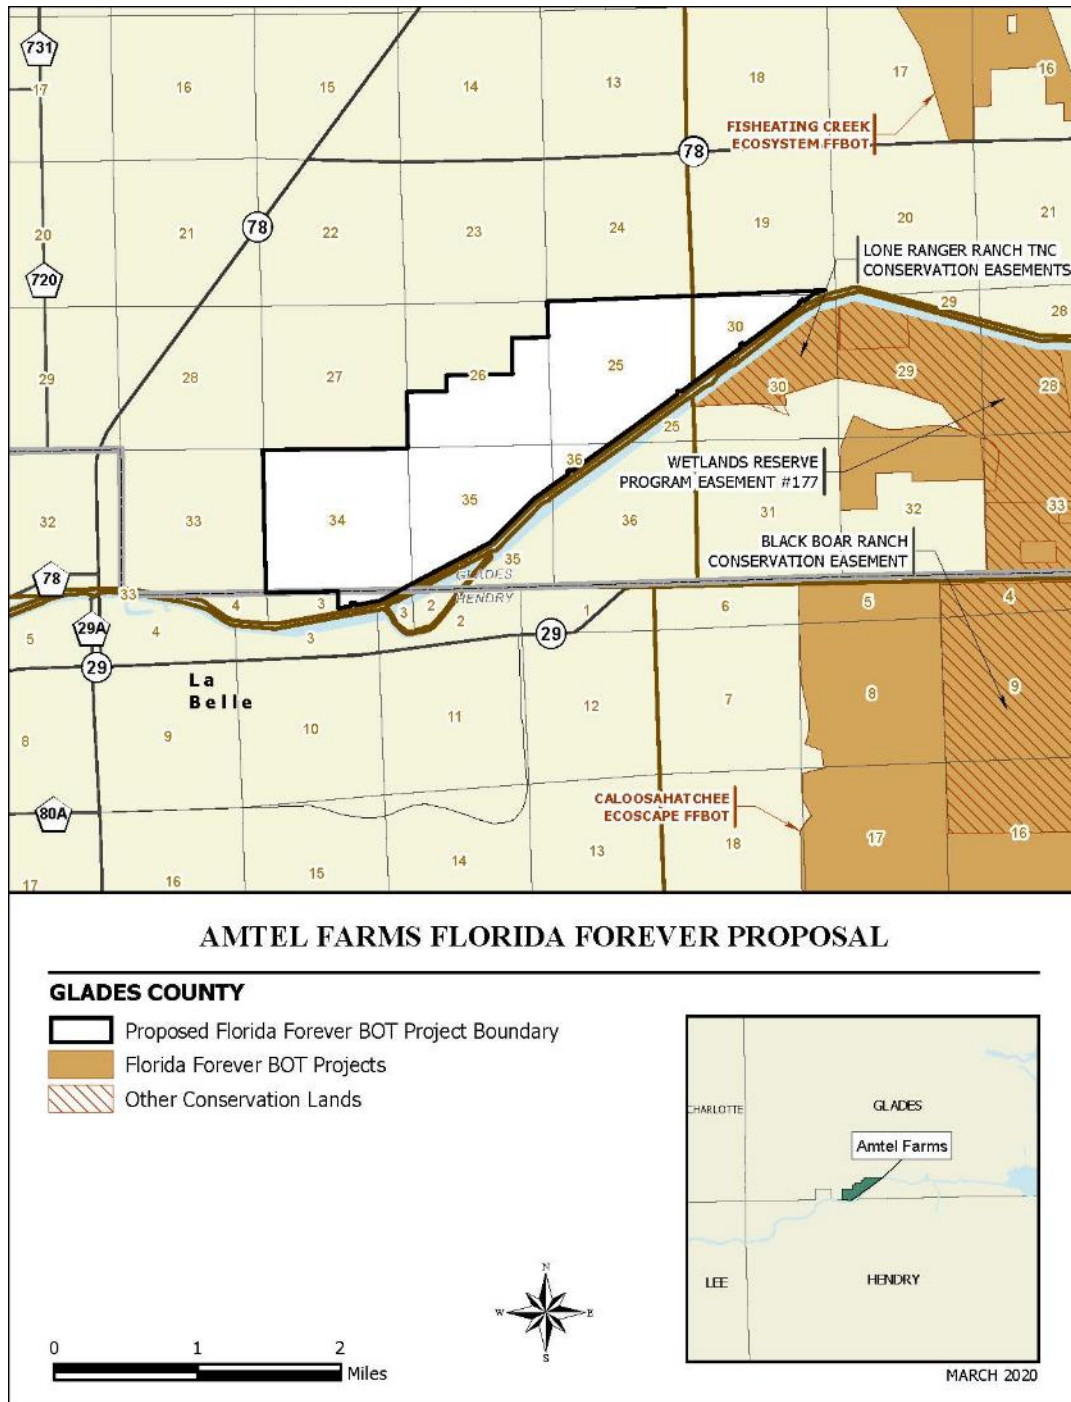 731
17
16
15
14
13
18
17
16
FISHEATING CREEK
ECOSYSTEM FFBOT
78
78
20
21
22
23
24
19
20
21
720
LONE RANGER RANCH TNC
CONSERVATION EASEMENTS
29
28
27
26
25
30
29
28
30
29
28
25
WETLANDS RESERVE
PROGRAM EASEMENT #177
36
32
33
34
35
36
31
32
33
BLACK BOAR RANCH
CONSERVATION EASEMENT
35
GLADES
HENDRY
78
33
4
3
3
2
2
1
6
5
4
29A
5
4
3
29
29
La
Belle
8
9
10
11
12
7
8
9
80A
CALOOSAHATCHEE
ECOSCAPE FFBOT
17
16
15
14
13
18
17
16
AMTEL FARMS FLORIDA FOREVER PROPOSAL
GLADES COUNTY
Proposed Florida Forever BOT Project Boundary
Florida Forever BOT Projects
Other Conservation Lands
CHARLOTTE
GLADES
Amtel Farms
LEE
HENDRY
N
W
E
S
0 1 2
Miles
MARCH 2020